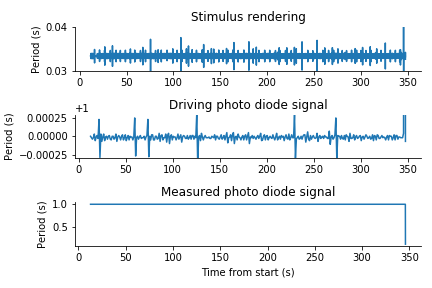 Stimulus rendering
0.04
0.03
Period (s)
0 50 100 150 200 250 300 350
Driving photo diode signal
+1
0.00025
0.00000
−0.00025
Period (s)
0 50 100 150 200 250 300 350
Measured photo diode signal
1.0
0.5
Period (s)
0 50 100 150 200 250 300 350
Time from start (s)